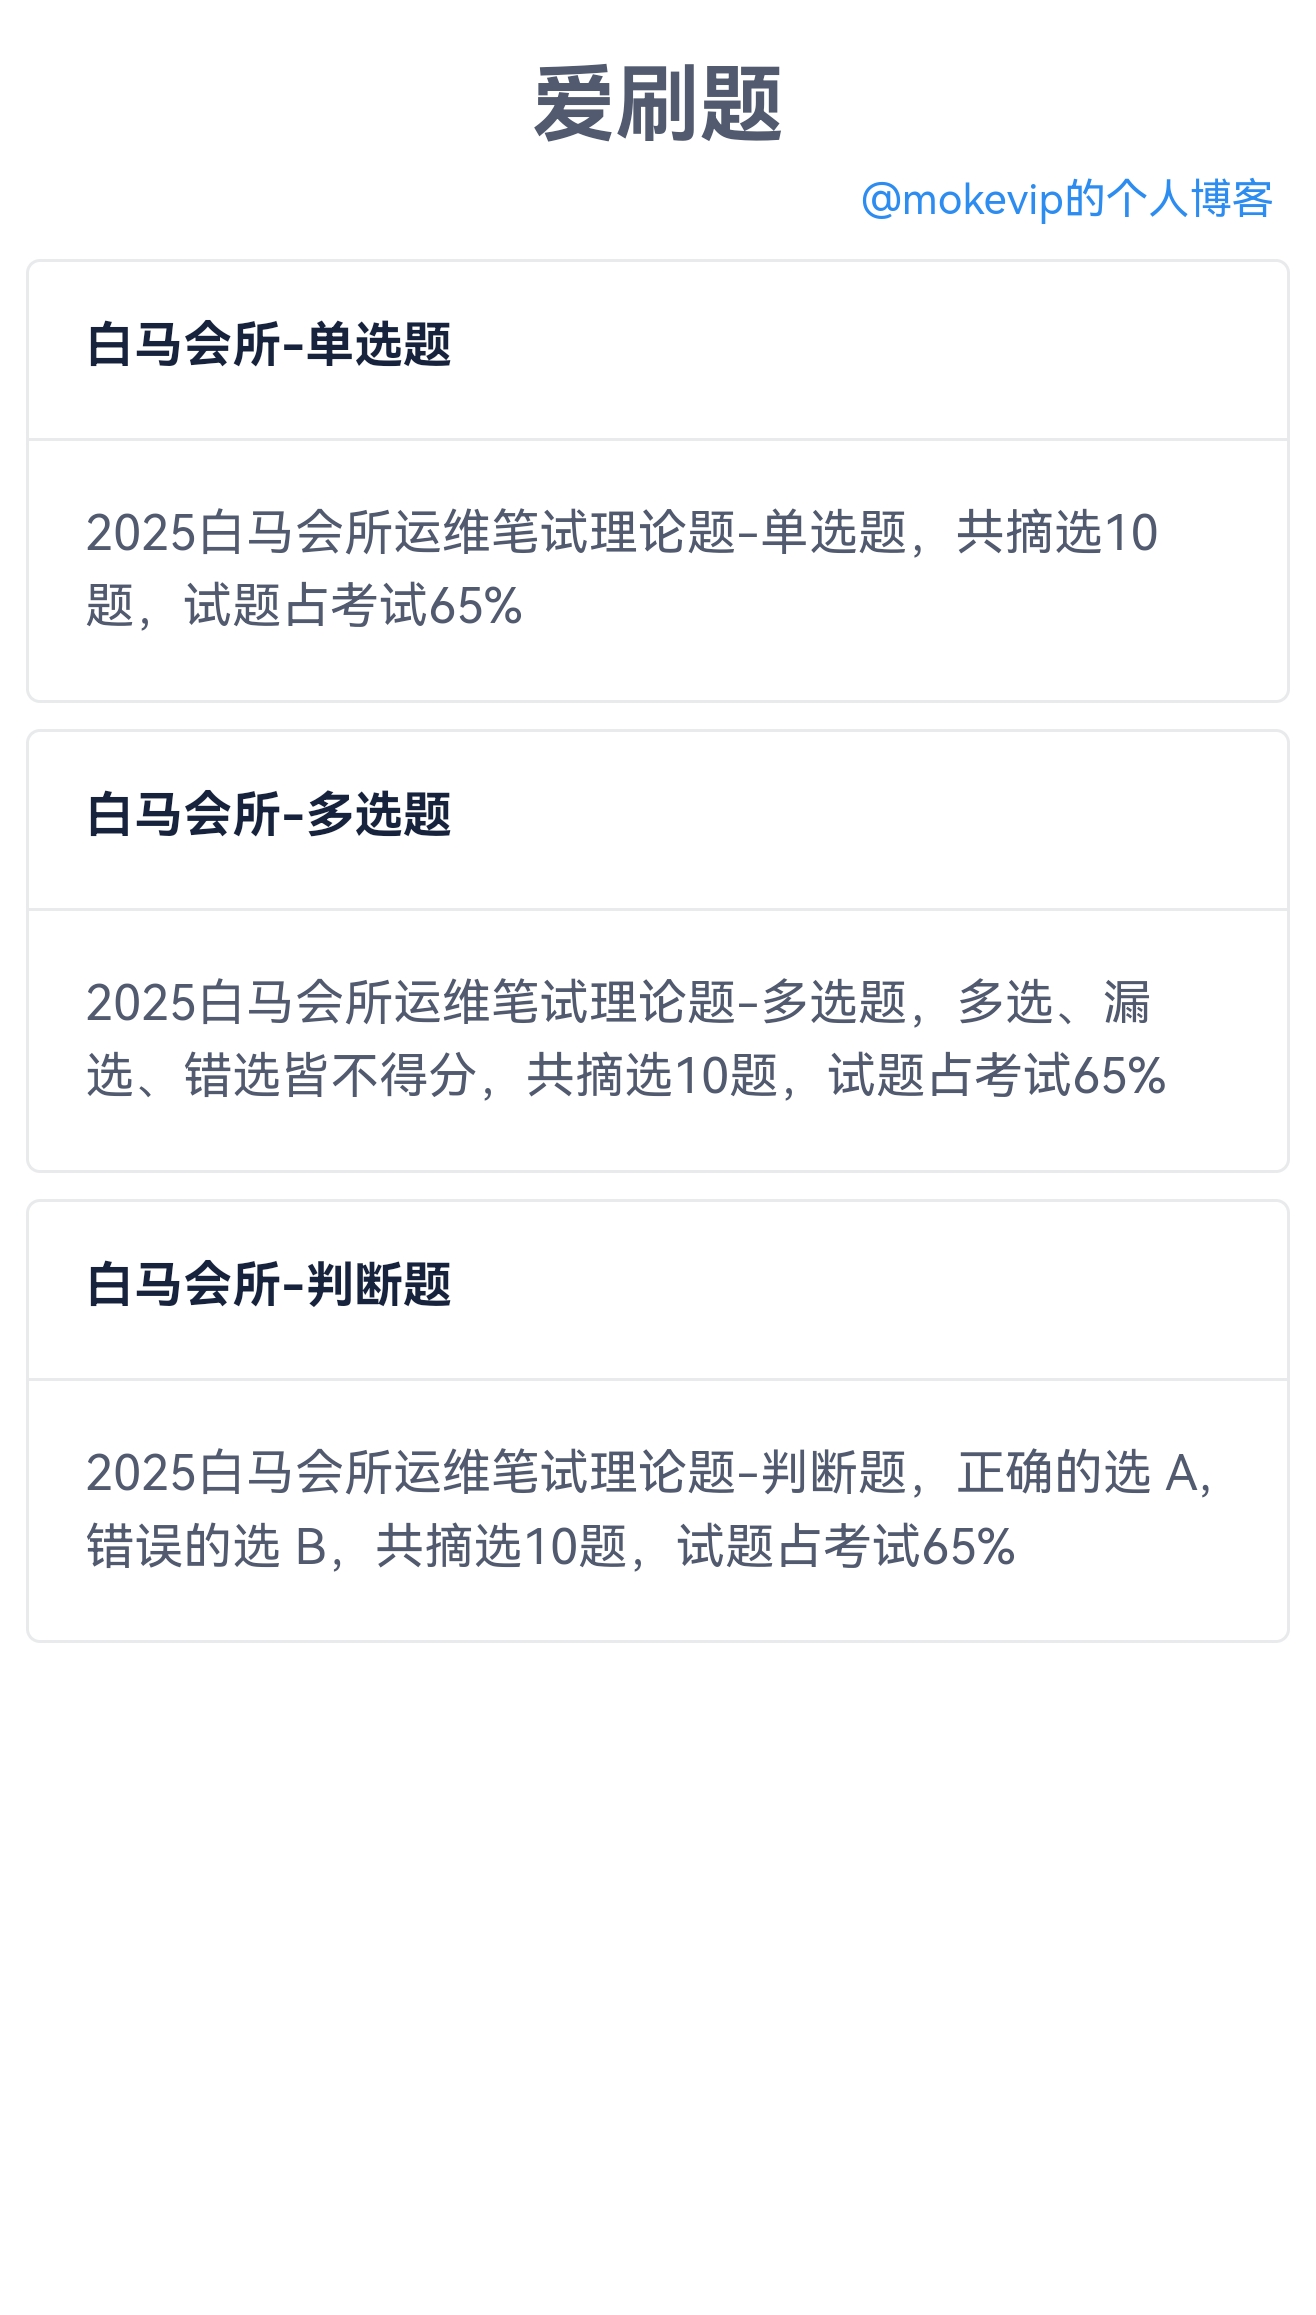 爱刷题
@mokevip的个人博客
白马会所-单选题
2025白马会所运维笔试理论题-单选题，共摘选10
题，试题占考试65%
白马会所-多选题
2025白马会所运维笔试理论题-多选题，多选、漏
选、错选皆不得分，共摘选10题，试题占考试65%
白马会所-判断题
2025白马会所运维笔试理论题-判断题，正确的选 A,
错误的选 B，共摘选10题，试题占考试65%